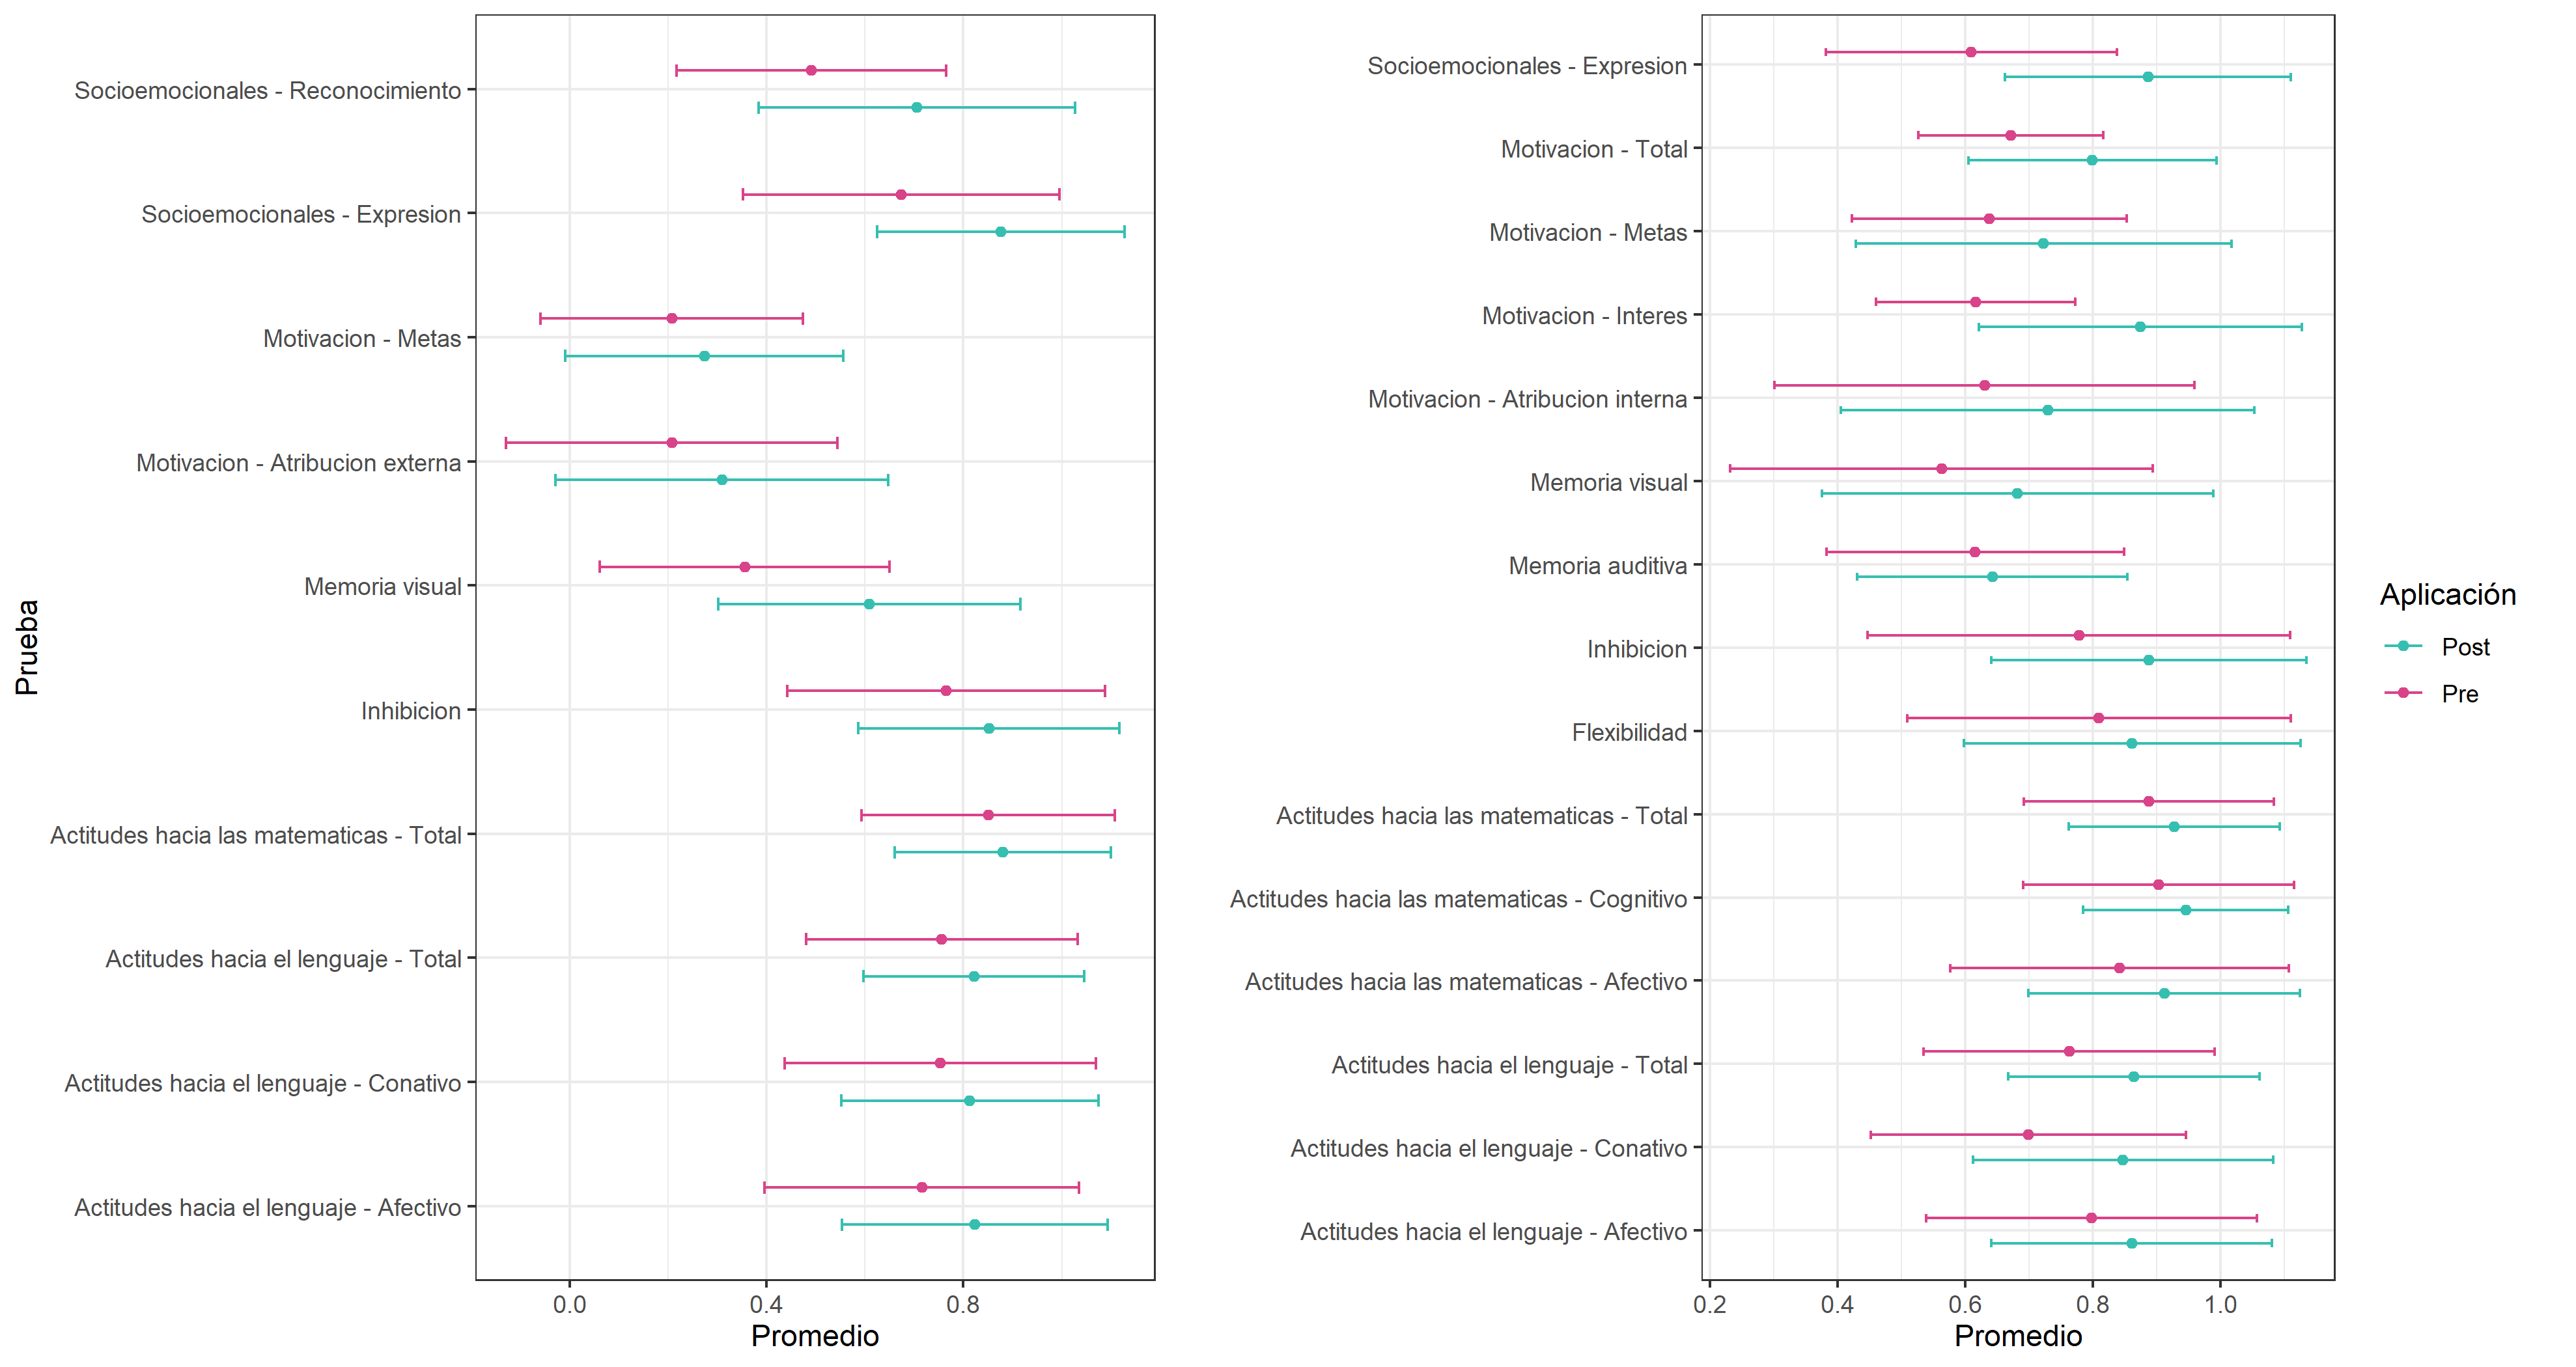 Prueba
Socioemocionales - Reconocimiento
Socioemocionales - Expresion
Motivacion - Metas
Motivacion - Atribucion externa
Memoria visual
Inhibicion
Actitudes hacia las matematicas - Total
Actitudes hacia el lenguaje - Total
Actitudes hacia el lenguaje - Conativo
Actitudes hacia el lenguaje - Afectivo
0.0 0.4 0.8
Promedio
Socioemocionales - Expresion
Motivacion - Total
Motivacion - Metas
Motivacion - Interes
Motivacion - Atribucion interna
Memoria visual
Memoria auditiva
Inhibicion
Flexibilidad
Actitudes hacia las matematicas - Total
Actitudes hacia las matematicas - Cognitivo
Actitudes hacia las matematicas - Afectivo
Actitudes hacia el lenguaje - Total
Actitudes hacia el lenguaje - Conativo
Actitudes hacia el lenguaje - Afectivo
0.2 0.4 0.6 0.8 1.0
Promedio
Aplicación
Post
Pre